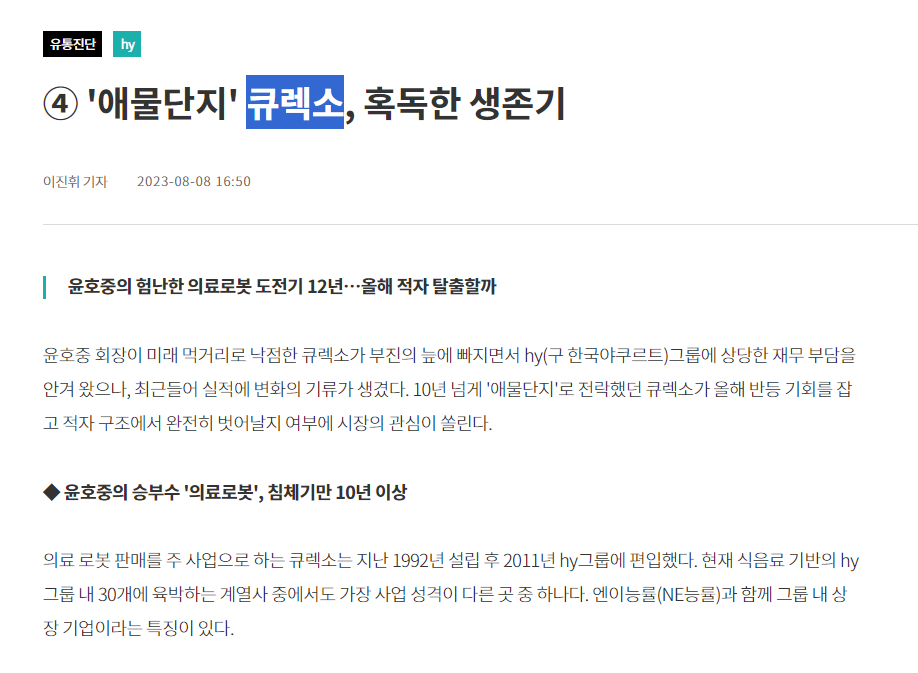 유통진단 hy
④ '애물단지' 큐렉소, 혹독한 생존기
이진휘 기자 2023-08-08 16:50
윤호중의 험난한 의료로봇 도전기 12년…올해 적자 탈출할까
윤호중 회장이 미래 먹거리로 낙점한 큐렉소가 부진의 늪에 빠지면서 hy(구 한국야쿠르트)그룹에 상당한 재무 부담을
안겨 왔으나, 최근들어 실적에 변화의 기류가 생겼다. 10년 넘게 '애물단지'로 전락했던 큐렉소가 올해 반등 기회를 잡
고 적자 구조에서 완전히 벗어날지 여부에 시장의 관심이 쏠린다.
◆ 윤호중의 승부수 '의료로봇', 침체기만 10년 이상
의료 로봇 판매를 주 사업으로 하는 큐렉소는 지난 1992년 설립 후 2011년 hy그룹에 편입했다. 현재 식음료 기반의 hy
그룹 내 30개에 육박하는 계열사 중에서도 가장 사업 성격이 다른 곳 중 하나다. 엔이능률(NE능률)과 함께 그룹 내 상
장 기업이라는 특징이 있다.